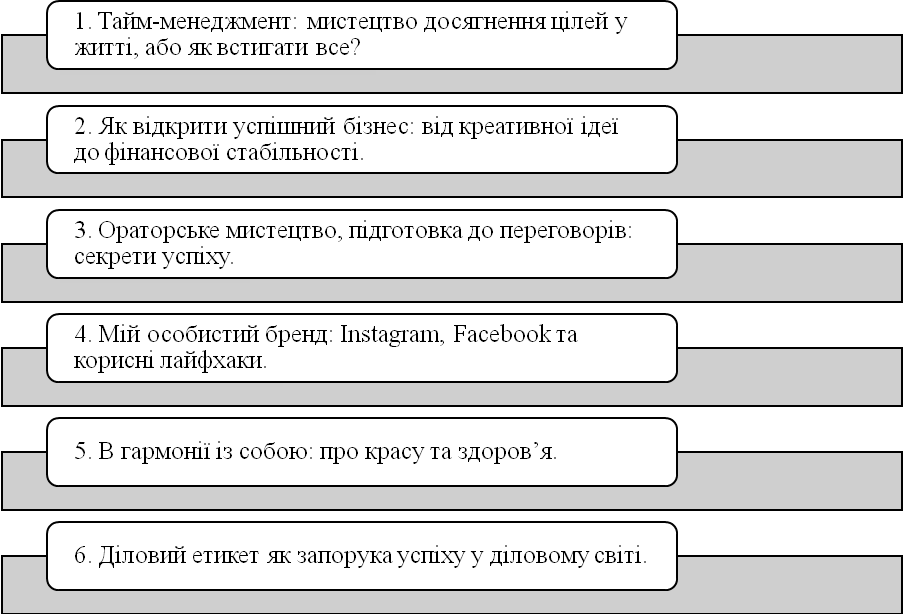 1. Тайм-менеджмент: мистецтво досягнення цілей у
житті, або як встигати все?
2. Як відкрити успішний бізнес: від креативної ідеї
до фінансової стабільності.
3. Ораторське мистецтво, підготовка до переговорів:
секрети успіху.
4. Мій особистий бренд: Instagram, Facebook та
корисні лайфхаки.
5. В гармонії із собою: про красу та здоров’я.
6. Діловий етикет як запорука успіху у діловому світі.